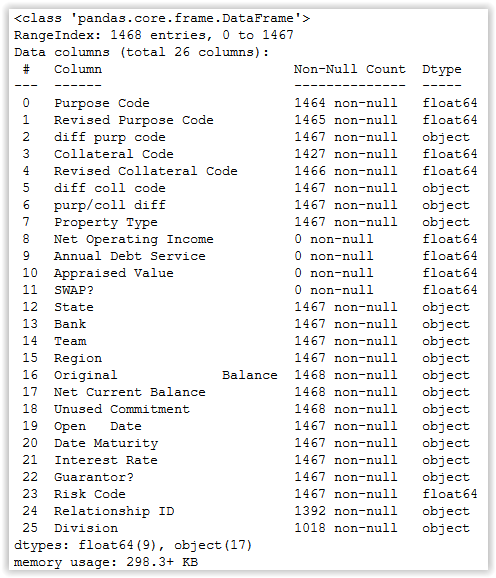 <class 'pandas.core.frame.DataFrame'>
RangeIndex: 1468 entries, 0 to 1467
Data columns (total 26 columns):
 #   Column                        Non-Null Count  Dtype
---  ------                        --------------  -----
 0   Purpose Code                  1464 non-null   float64
 1   Revised Purpose Code          1465 non-null   float64
 2   diff purp code                1467 non-null   object
 3   Collateral Code               1427 non-null   float64
 4   Revised Collateral Code       1466 non-null   float64
 5   diff coll code                1467 non-null   object
 6   purp/coll diff                1467 non-null   object
 7   Property Type                 1467 non-null   object
 8   Net Operating Income          0 non-null      float64
 9   Annual Debt Service           0 non-null      float64
 10  Appraised Value               0 non-null      float64
 11  SWAP?                         0 non-null      float64
 12  State                         1467 non-null   object
 13  Bank                          1467 non-null   object
 14  Team                          1467 non-null   object
 15  Region                        1467 non-null   object
 16  Original             Balance  1468 non-null   object
 17  Net Current Balance           1468 non-null   object
 18  Unused Commitment             1468 non-null   object
 19  Open   Date                   1467 non-null   object
 20  Date Maturity                 1467 non-null   object
 21  Interest Rate                 1467 non-null   object
 22  Guarantor?                    1467 non-null   object
 23  Risk Code                     1467 non-null   float64
 24  Relationship ID               1392 non-null   object
 25  Division                      1018 non-null   object
dtypes: float64(9), object(17)
memory usage: 298.3+ KB